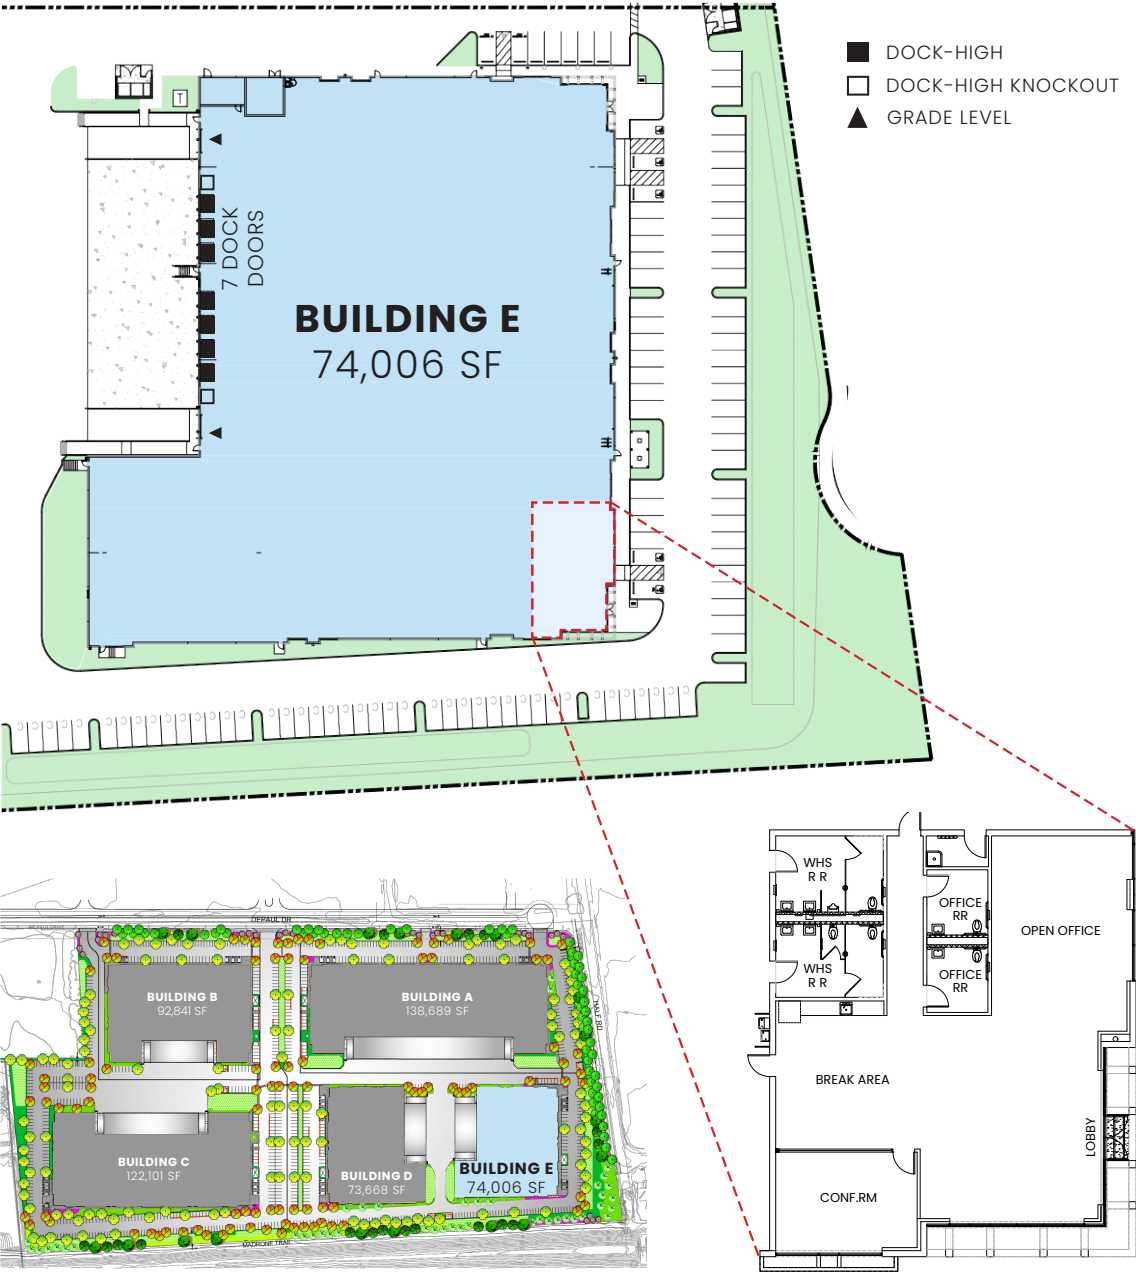 DOCK-HIGH
DOCK-HIGH KNOCKOUT
GRADE LEVEL
T
7 DOCK
DOORS
BUILDING E
74,006 SF
WHS
R R
OFFICE
RR
OPEN OFFICE
WHS
R R
OFFICE
RR
BREAK AREA
LOBBY
CONF.RM
DEPAUL DR
HALE RD
BUILDING B
92,841 SF
BUILDING A
138,689 SF
BUILDING C
122,101 SF
BUILDING D
73,668 SF
BUILDING E
74,006 SF
MADRONE TRAIL